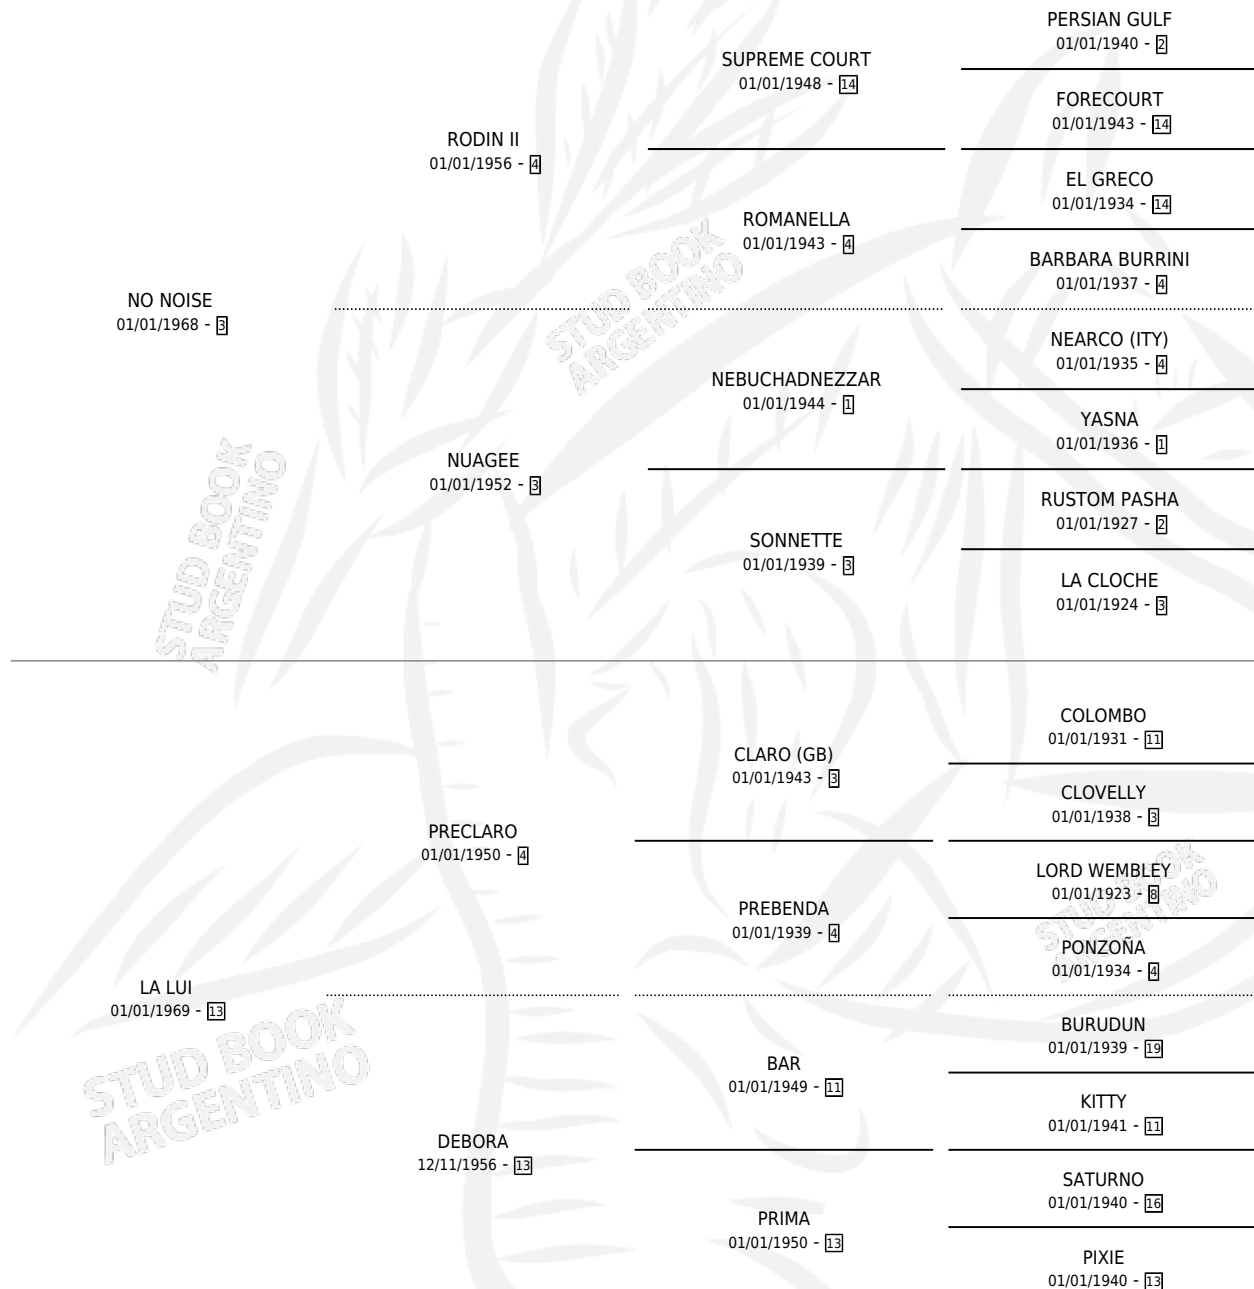 PERSIAN GULF
01/01/1940 - 2
SUPREME COURT
01/01/1948 - 14
FORECOURT
01/01/1943 - 14
RODIN II
01/01/1956 - 4
EL GRECO
01/01/1934 - 14
ROMANELLA
01/01/1943 - 4
BARBARA BURRINI
01/01/1937 - 4
NO NOISE
01/01/1968 - 3
NEARCO (ITY)
01/01/1935 - 4
NEBUCHADNEZZAR
01/01/1944 - 1
YASNA
01/01/1936 - 1
NUAGEE
01/01/1952 - 3
RUSTOM PASHA
01/01/1927 - 2
SONNETTE
01/01/1939 - 3
LA CLOCHE
01/01/1924 - 3
STUD BOOK
ARGENTINO
STUD BOOK
ARGENTINO
COLOMBO
01/01/1931 - 11
CLARO (GB)
01/01/1943 - 3
CLOVELLY
01/01/1938 - 3
PRECLARO
01/01/1950 - 4
LORD WEMBLEY
01/01/1923 - 8
PREBENDA
01/01/1939 - 4
PONZOÑA
01/01/1934 - 4
LA LUI
01/01/1969 - 13
BURUDUN
01/01/1939 - 19
BAR
01/01/1949 - 11
KITTY
01/01/1941 - 11
DEBORA
12/11/1956 - 13
SATURNO
01/01/1940 - 16
PRIMA
01/01/1950 - 13
PIXIE
01/01/1940 - 13
STUD BOOK
ARGENTINO
STUD BOOK
ARGENTINO